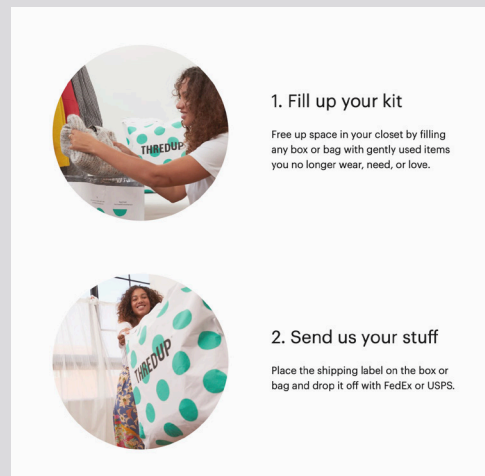 THREDUP
1. Fill up your kit
Free up space in your closet by filling
any box or bag with gently used items
you no longer wear, need, or love.
THREDUP
2. Send us your stuff
Place the shipping label on the box or
bag and drop it off with FedEx or USPS.